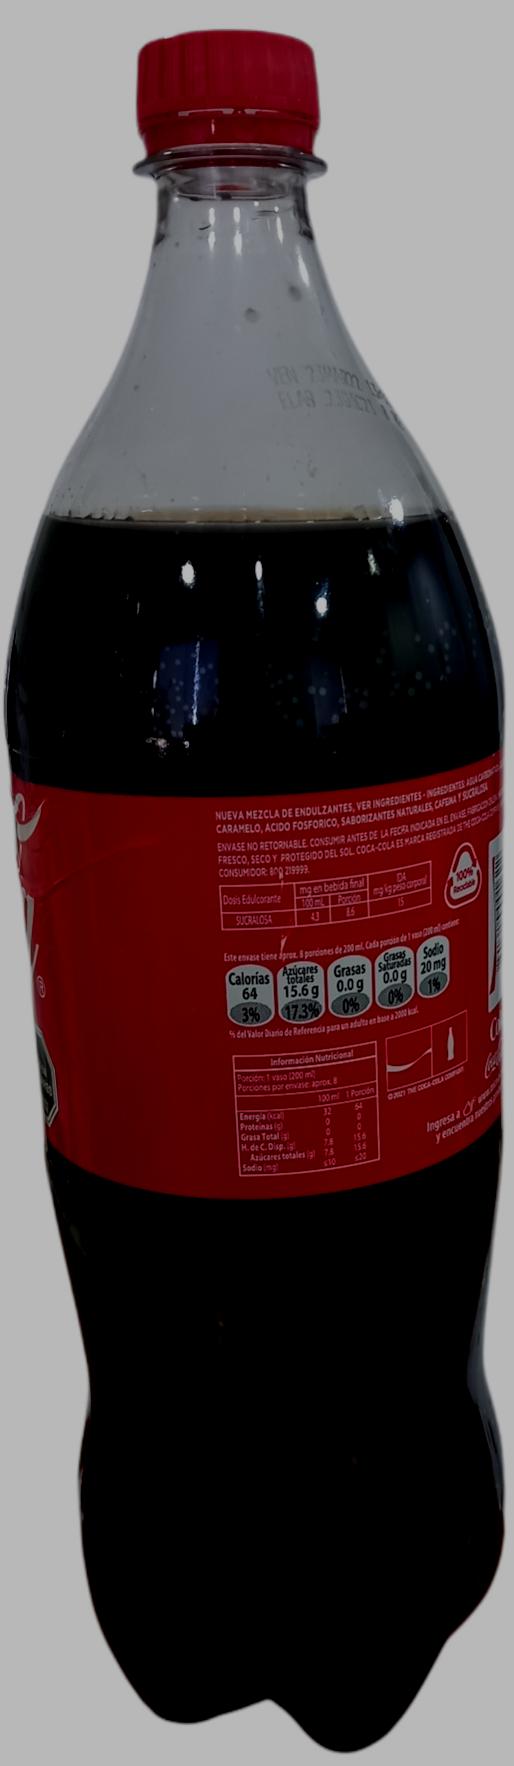 VEN
ELAB
NUEVA MEZCLA DE ENDULZANTES, VER INGREDIENTES - INGREDIENTES: AGUA
CARAMELO, ACIDO FOSFORICO, SABORIZANTES NATURALES, CAFEINA Y SUCRALOSA
ENVASE NO RETORNABLE. CONSUMIR ANTES DE LA FECHA INDICADA EN EL ENVASE.
FRESCO, SECO Y PROTEGIDO DEL SOL. COCA-COLA ES MARCA REGISTRADA DE THE COCA-COLA
CONSUMIDOR: 800 219999.
Dosis Edulcorante mg en bebida final IDA
100 mL Porción mg/kg peso corporal
SUCRALOSA 4.3 8.6 15
100%
Reciclable
Este envase tiene aprox. 8 porciones de 200 ml. Cada porción de 1 vaso (200 ml) contiene:
Calorías 64 3%
Azúcares totales 15.6 g 17.3%
Grasas 0.0 g 0%
Grasas Saturadas 0.0 g 0%
Sodio 20 mg 1%
% del Valor Diario de Referencia para un adulto en base a 2000 kcal.
Información Nutricional
Porción: 1 vaso (200 ml)
Porciones por envase: aprox. 8
100 ml 1 Porción
Energía (kcal) 32 64
Proteínas (g) 0 0
Grasa Total (g) 0 0
H. de C. Disp. (g) 7.8 15.6
Azúcares totales (g) 7.8 15.6
Sodio (mg) ≤10 ≤20
©2021 THE COCA-COLA COMPANY.
Ingresa a
y encuentra
®